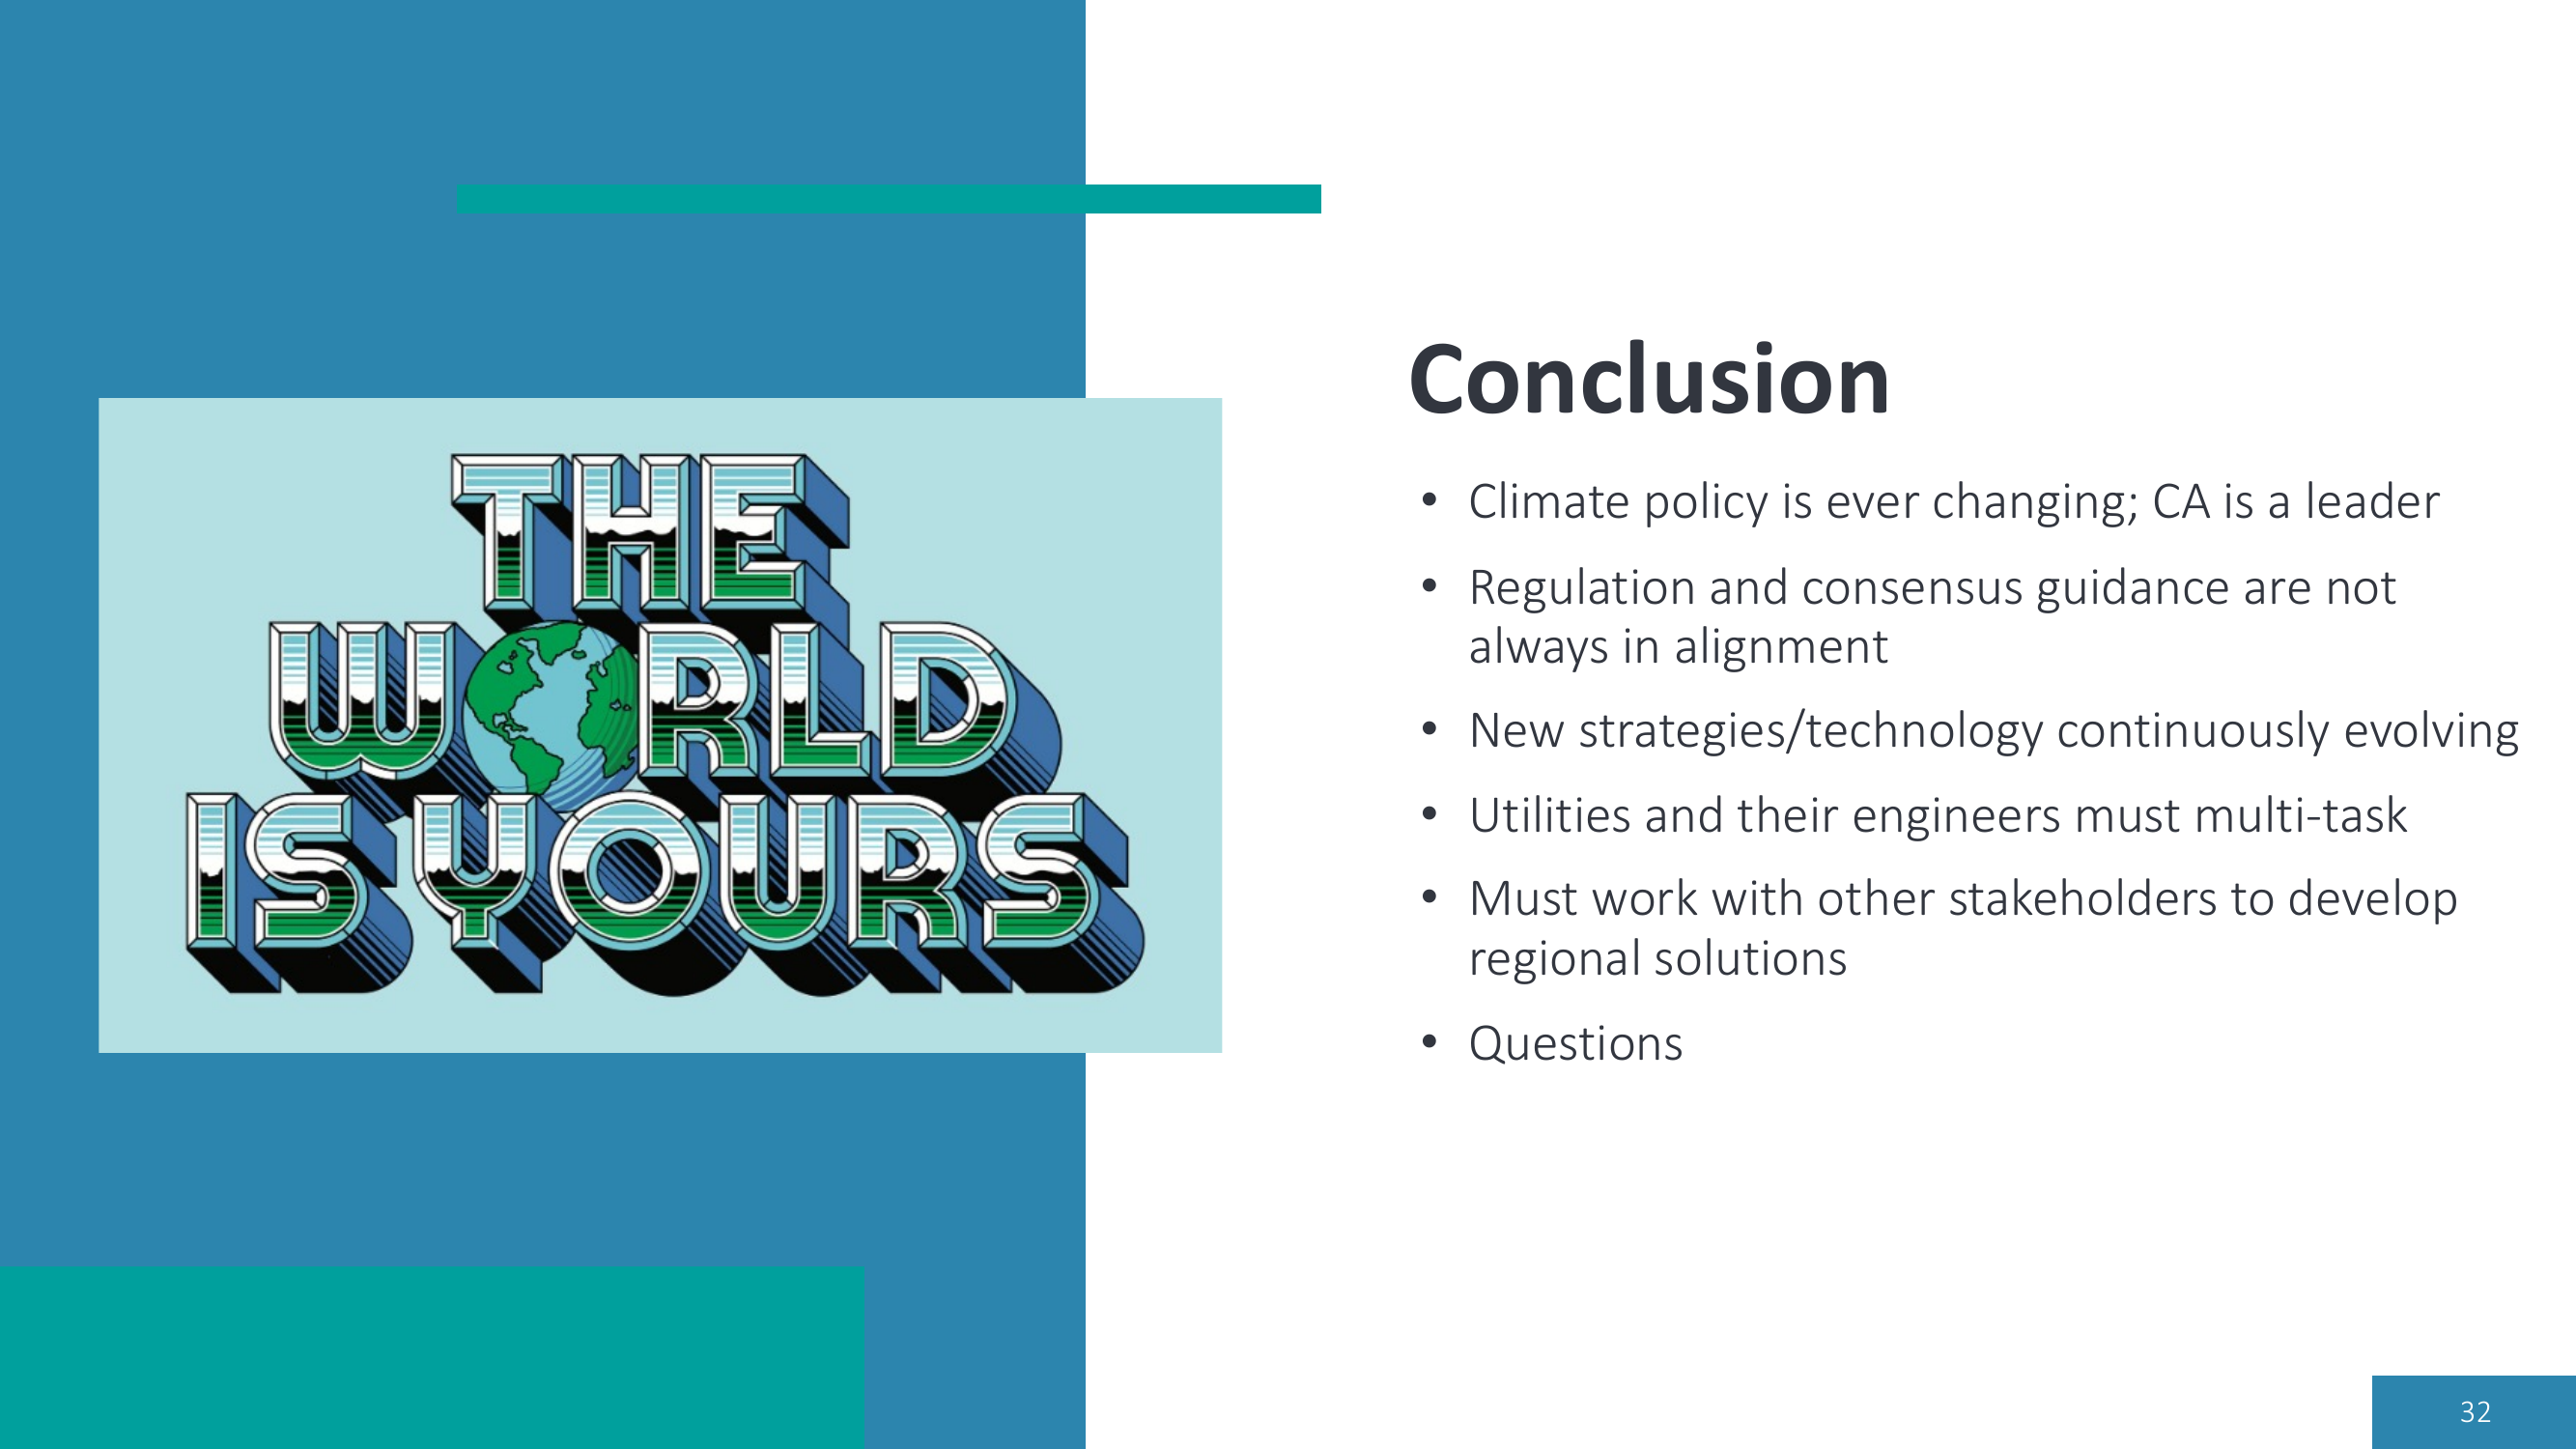 THE
WORLD
IS YOURS
Conclusion
• Climate policy is ever changing; CA is a leader
• Regulation and consensus guidance are not
always in alignment
• New strategies/technology continuously evolving
• Utilities and their engineers must multi-task
• Must work with other stakeholders to develop
regional solutions
• Questions
32